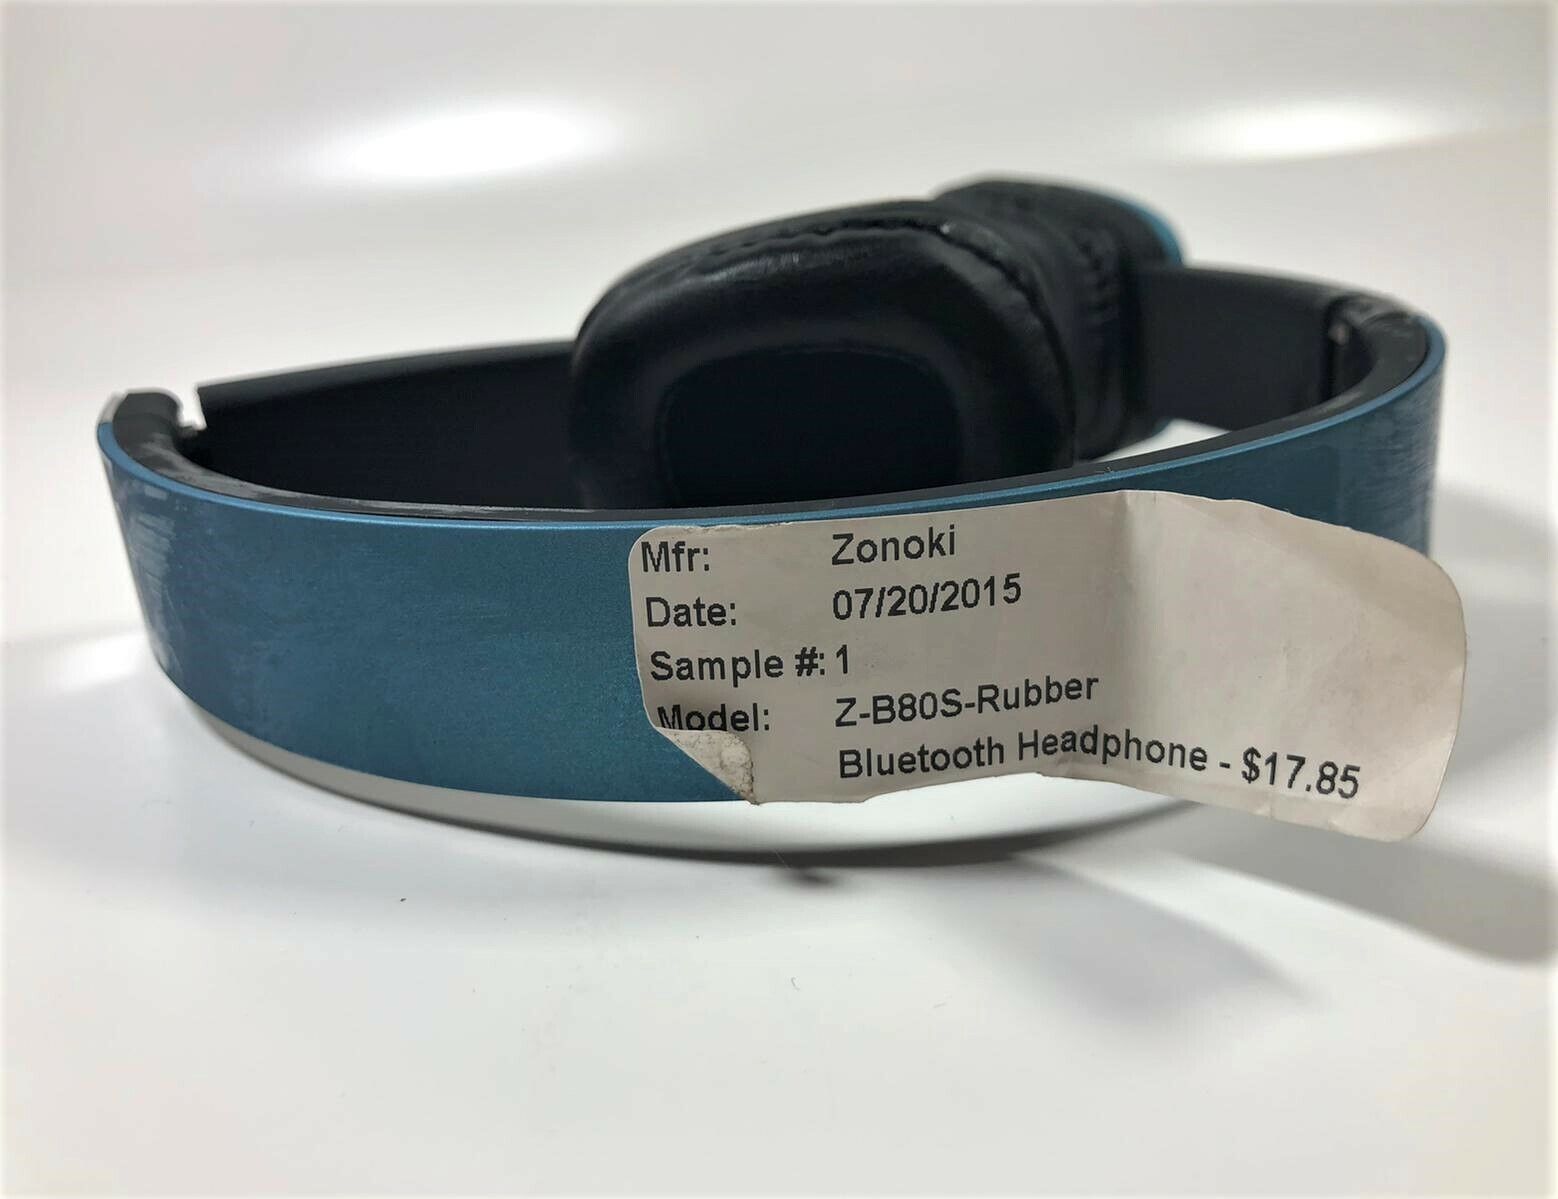 Mfr: Zonoki
Date: 07/20/2015
Sample #: 1
Model: Z-B80S-Rubber
Bluetooth Headphone - $17.85